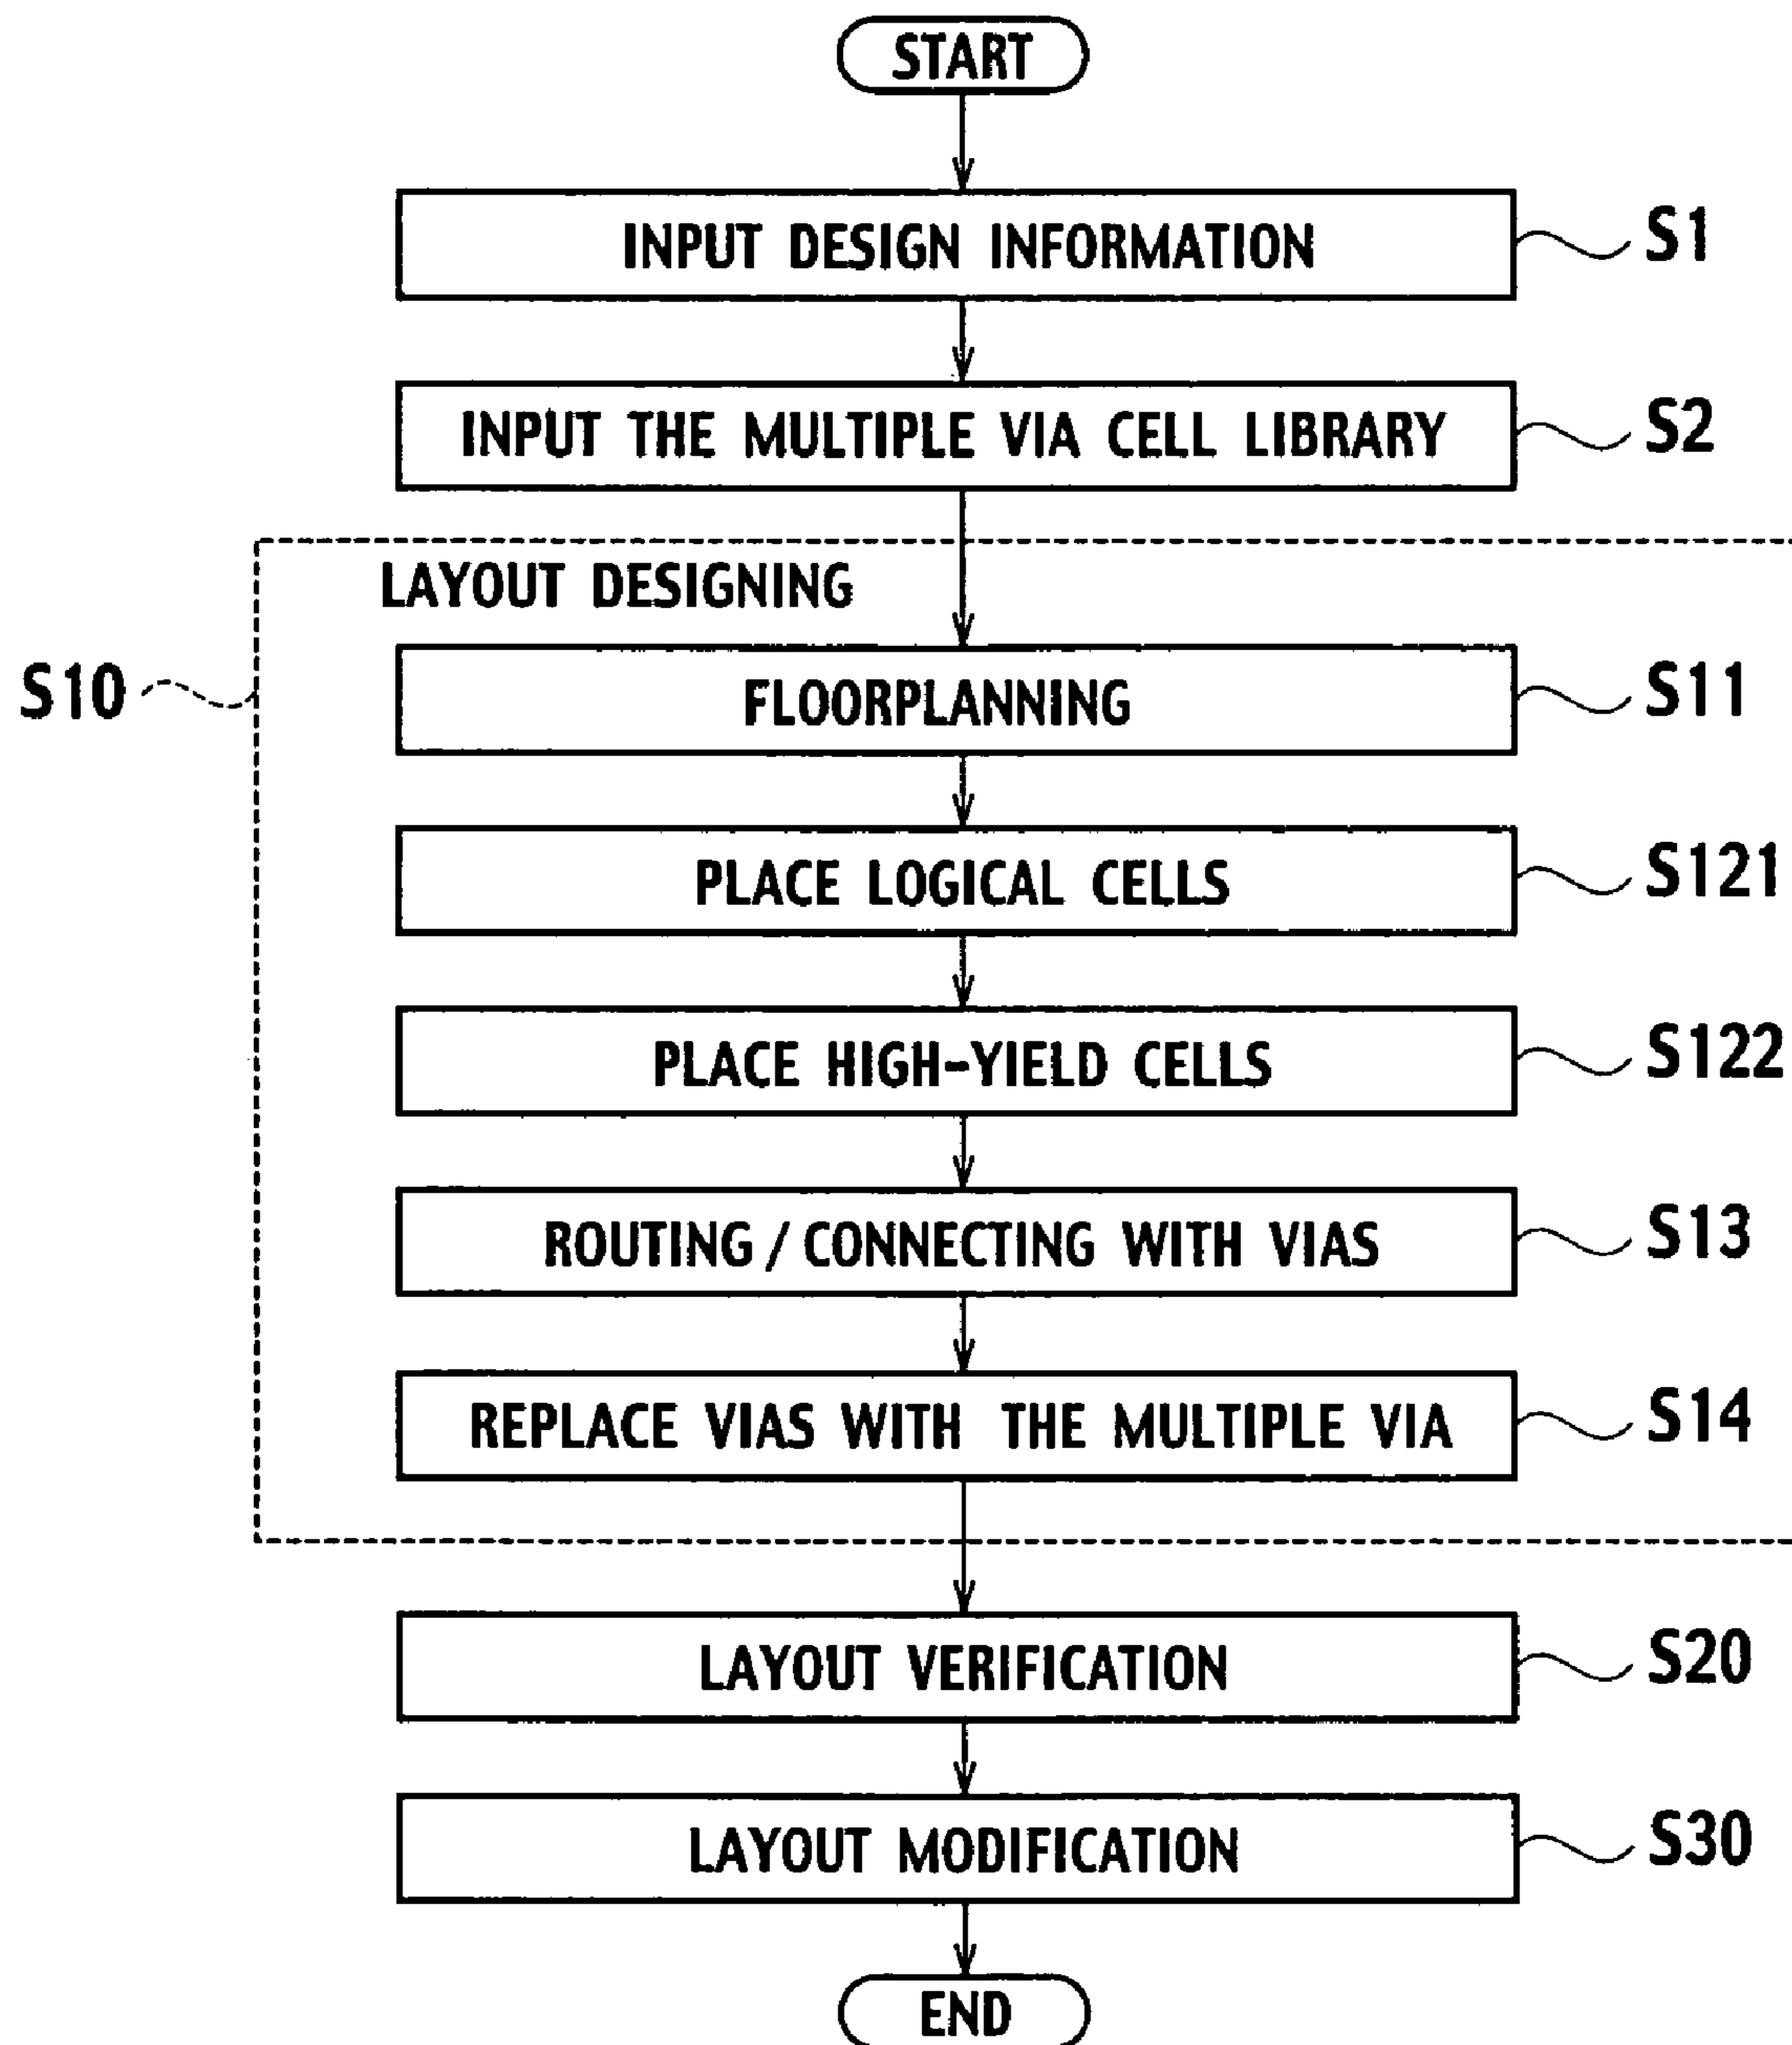 START
INPUT DESIGN INFORMATION S1
INPUT THE MULTIPLE VIA CELL LIBRARY S2
LAYOUT DESIGNING
S10 FLOORPLANNING S11
PLACE LOGICAL CELLS S121
PLACE HIGH-YIELD CELLS S122
ROUTING/CONNECTING WITH VIAS S13
REPLACE VIAS WITH THE MULTIPLE VIA S14
LAYOUT VERIFICATION S20
LAYOUT MODIFICATION S30
END